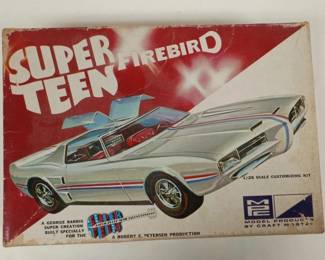 SUPER
TEEN
FIREBIRD
1/25 SCALE CUSTOMIZING KIT
mpc
MODEL PRODUCTS
BY CRAFT MASTER
A GEORGE BARRIS
SUPER CREATION
BUILT SPECIALLY
FOR THE
A ROBERT E. PETERSEN PRODUCTION